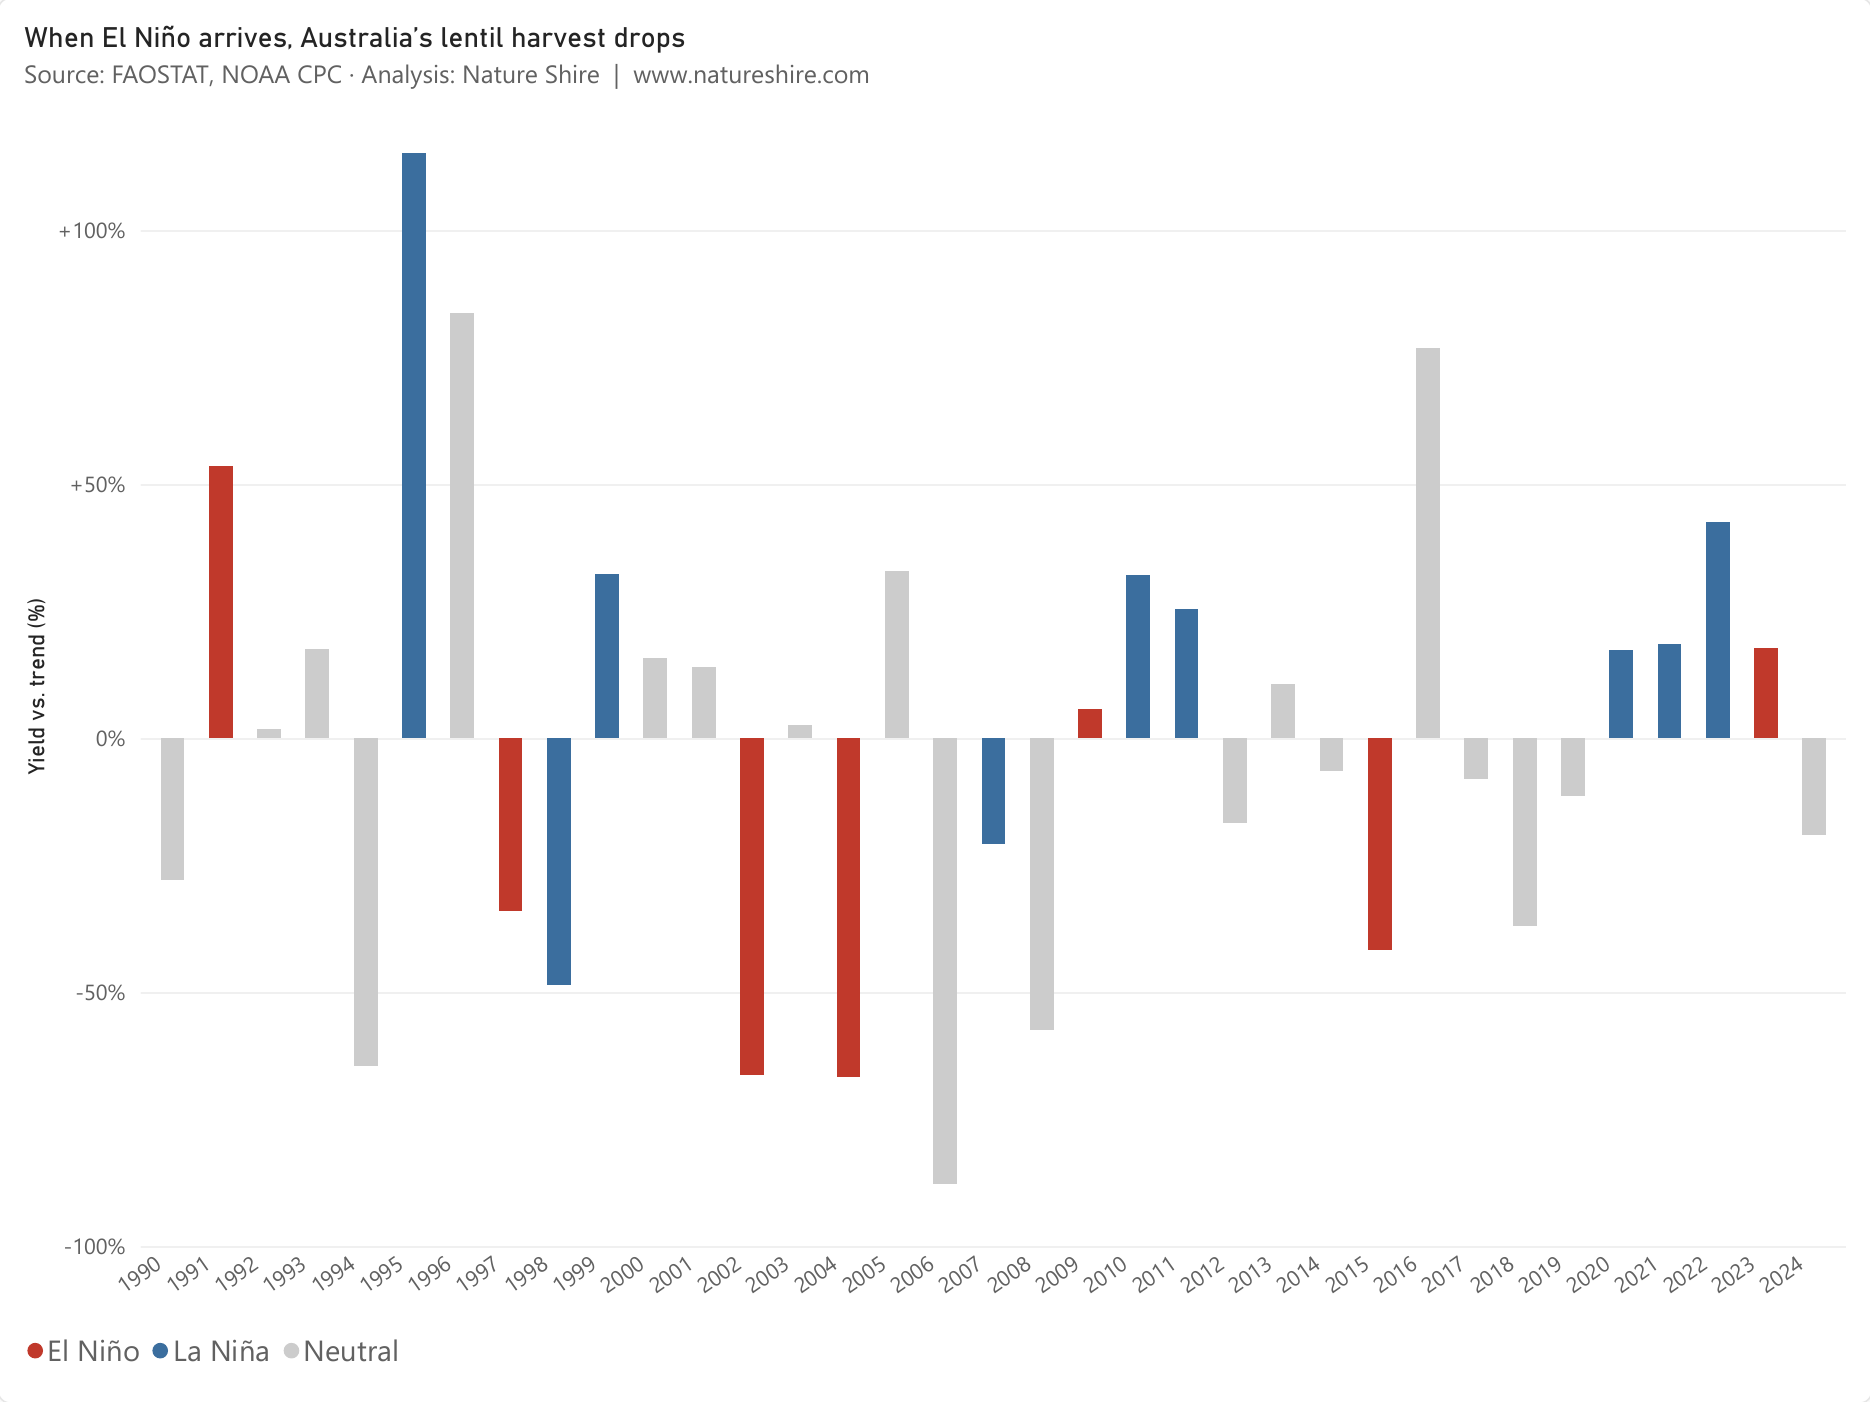 When El Niño arrives, Australia’s lentil harvest drops
Source: FAOSTAT, NOAA CPC · Analysis: Nature Shire | www.natureshire.com
Yield vs. trend (%)
+100%
+50%
0%
-50%
-100%
1990 1991 1992 1993 1994 1995 1996 1997 1998 1999 2000 2001 2002 2003 2004 2005 2006 2007 2008 2009 2010 2011 2012 2013 2014 2015 2016 2017 2018 2019 2020 2021 2022 2023 2024
El Niño La Niña Neutral